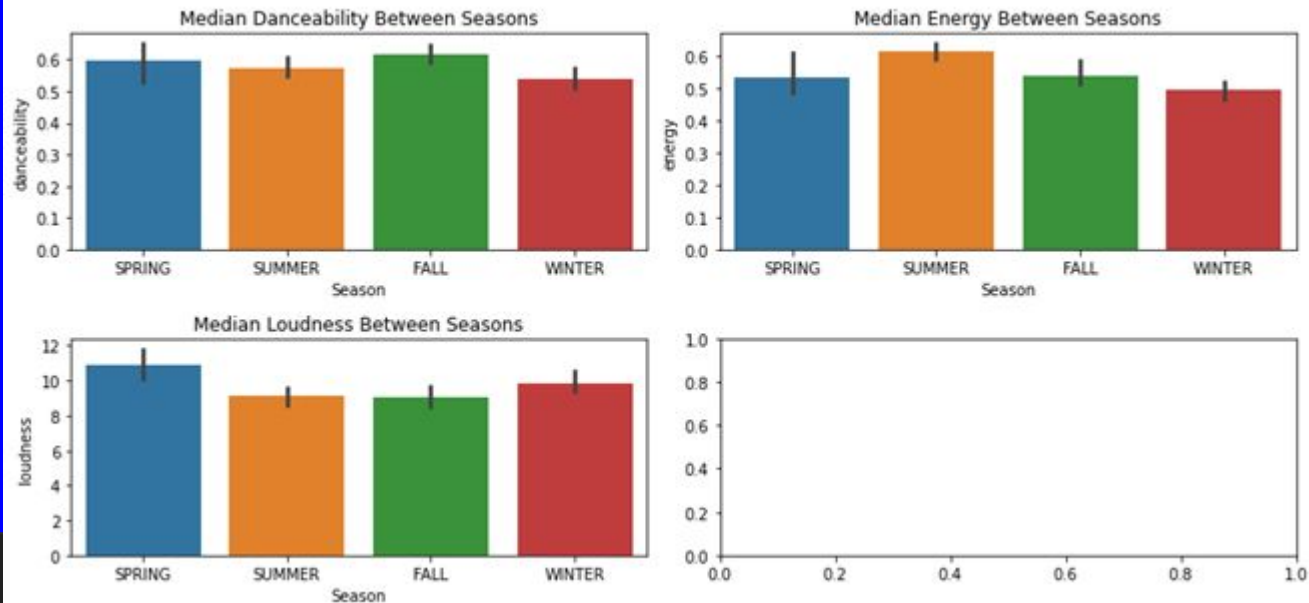 Median Danceability Between Seasons
danceability
0.6
0.5
0.4
0.3
0.2
0.1
0.0
SPRING SUMMER FALL WINTER
Season
Median Energy Between Seasons
energy
0.6
0.5
0.4
0.3
0.2
0.1
0.0
SPRING SUMMER FALL WINTER
Season
Median Loudness Between Seasons
loudness
12
10
8
6
4
2
0
SPRING SUMMER FALL WINTER
Season
1.0
0.8
0.6
0.4
0.2
0.0
0.0 0.2 0.4 0.6 0.8 1.0